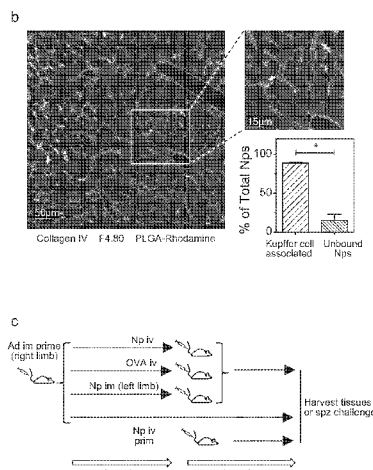 b
50µm
15µm
Collagen IV F4.80 PLGA-Rhodamine
% of Total Nps
100
50
0
*
Kupffer cell
associated
Unbound
Nps
c
Ad im prime
(right limb)
Np iv
OVA iv
Np im (left limb)
Np iv
prim
Harvest tissues
or spz challenge